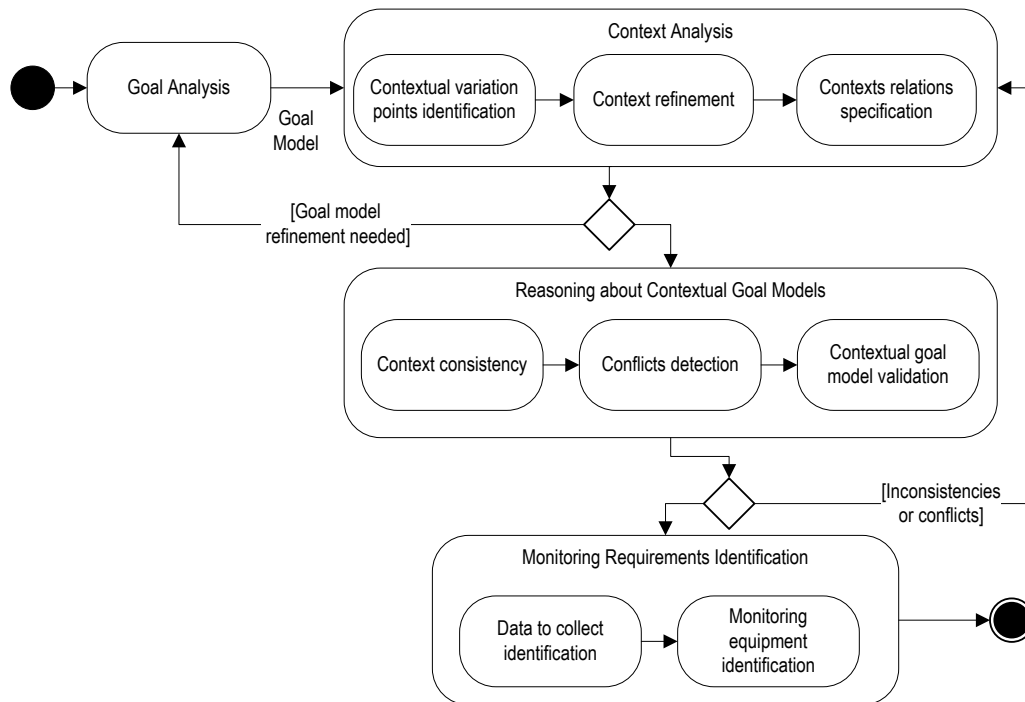 Context Analysis
Goal Analysis
Goal
Model
Contextual variation
points identification
Context refinement
Contexts relations
specification
[Goal model
refinement needed]
Reasoning about Contextual Goal Models
Context consistency
Conflicts detection
Contextual goal
model validation
[Inconsistencies
or conflicts]
Monitoring Requirements Identification
Data to collect
identification
Monitoring
equipment
identification